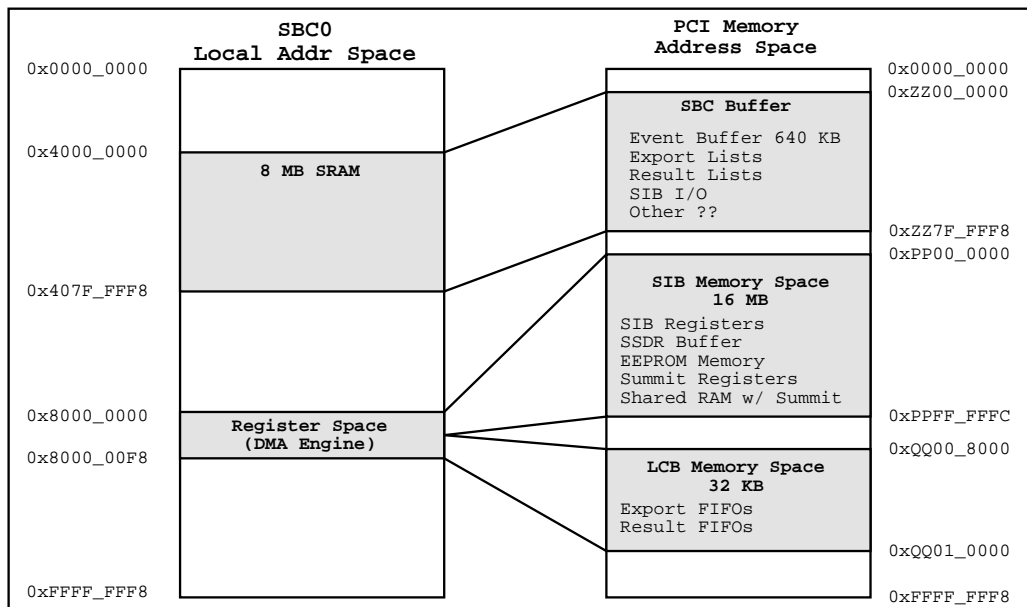 SBC0
Local Addr Space
0x0000_0000
0x4000_0000
8 MB SRAM
0x407F_FFF8
0x8000_0000
Register Space
(DMA Engine)
0x8000_00F8
0xFFFF_FFF8
PCI Memory
Address Space
0x0000_0000
0xZZ00_0000
SBC Buffer
Event Buffer 640 KB
Export Lists
Result Lists
SIB I/O
Other ??
0xZZ7F_FFF8
0xPP00_0000
SIB Memory Space
16 MB
SIB Registers
SSDR Buffer
EEPROM Memory
Summit Registers
Shared RAM w/ Summit
0xPPFF_FFFC
0xQQ00_8000
LCB Memory Space
32 KB
Export FIFOs
Result FIFOs
0xQQ01_0000
0xFFFF_FFF8